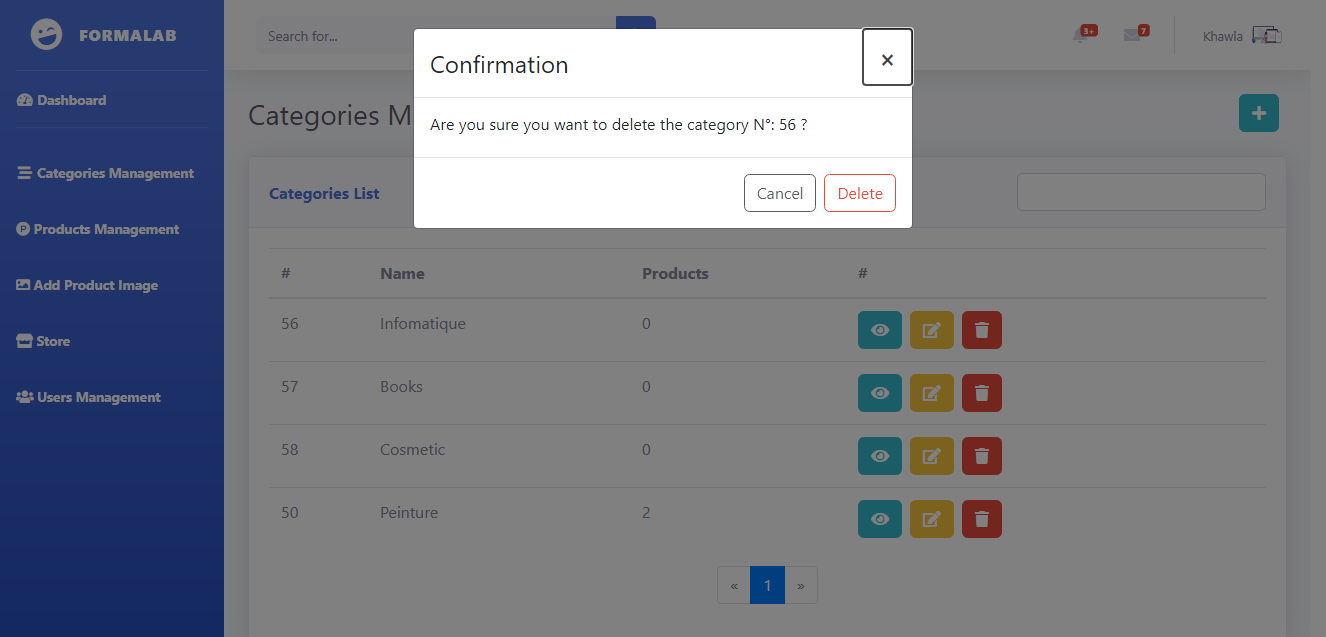 FORMALAB
Dashboard
Categories Management
Products Management
Add Product Image
Store
Users Management
Search for...
3+
7
Khawla
Categories M
Confirmation
×
Are you sure you want to delete the category N°: 56 ?
Cancel
Delete
Categories List
# Name Products #
56 Infomatique 0
57 Books 0
58 Cosmetic 0
50 Peinture 2
« 1 »